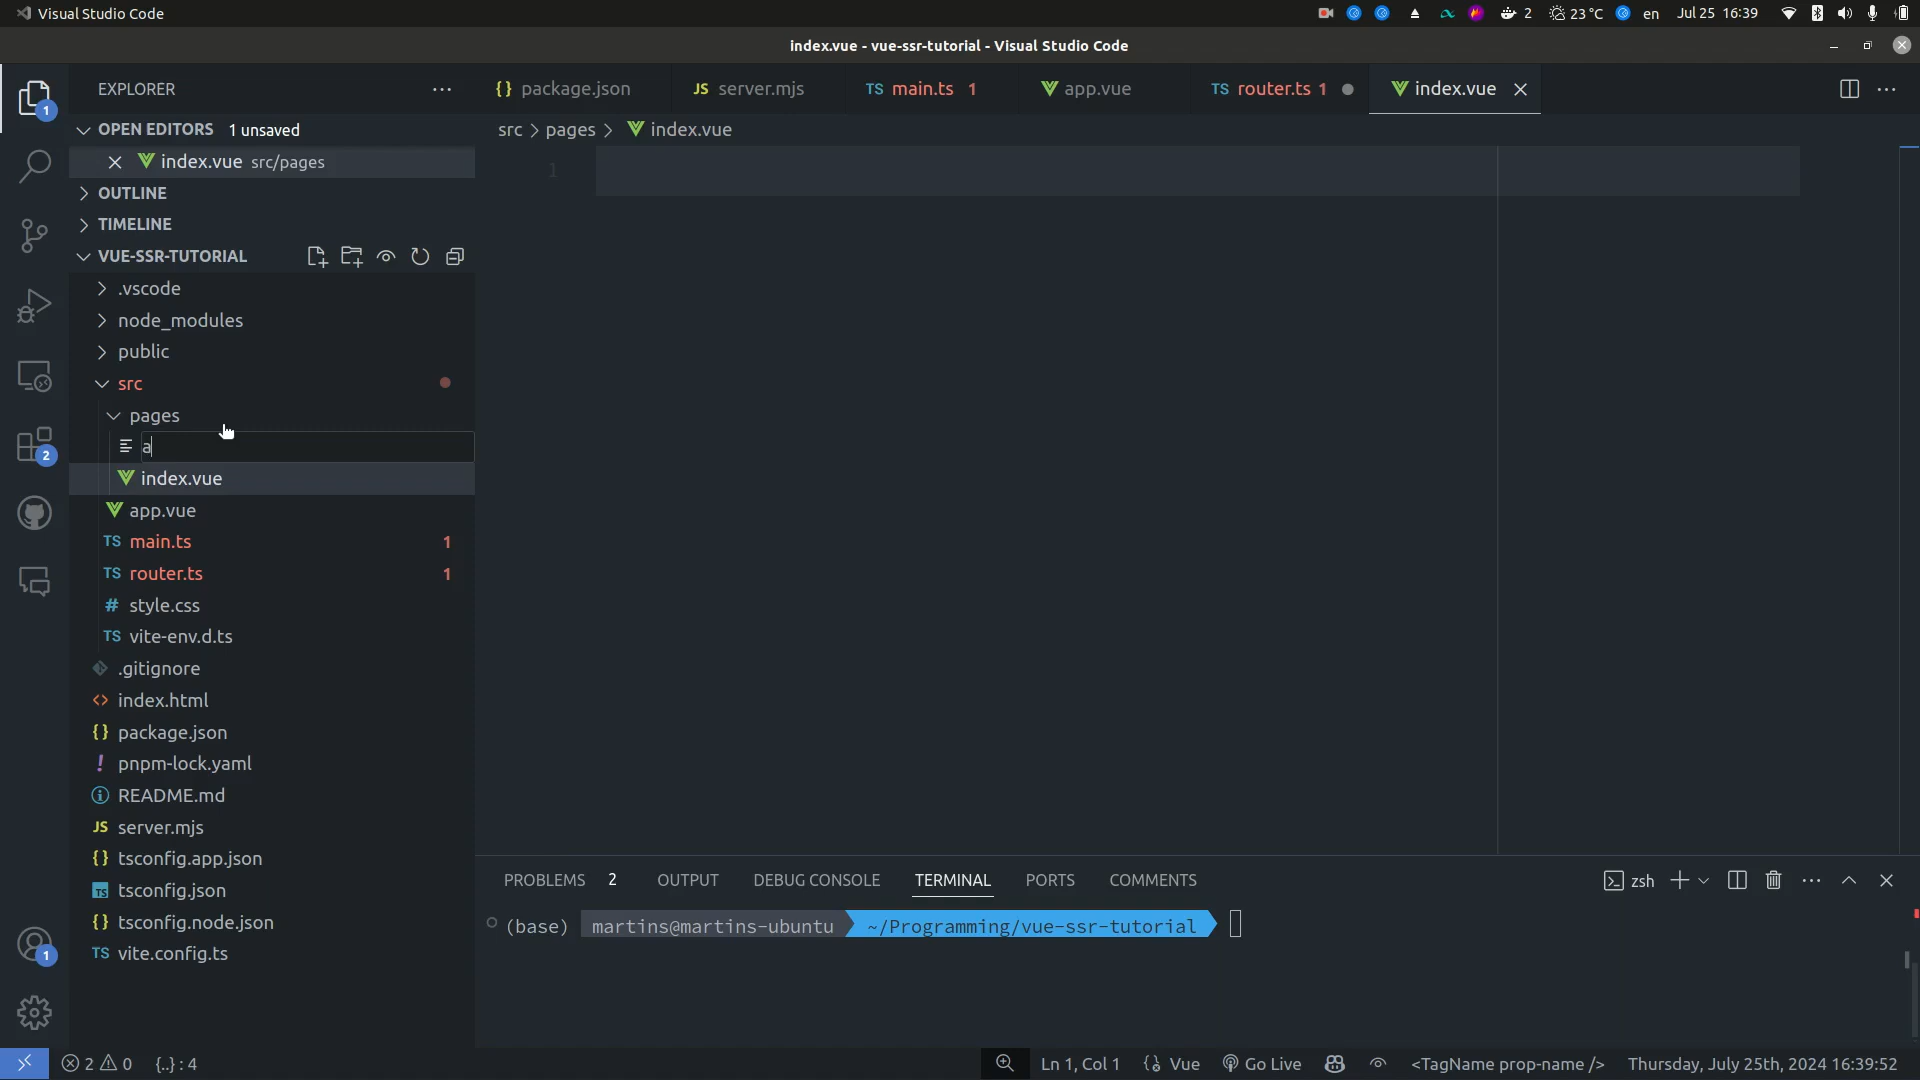 Visual Studio Code
2
23 °C
en
Jul 25 16:39
index.vue - vue-ssr-tutorial - Visual Studio Code
EXPLORER
{} package.json
JS server.mjs
TS main.ts 1
app.vue
TS router.ts 1
index.vue
OPEN EDITORS 1 unsaved
src > pages > index.vue
index.vue src/pages
1
OUTLINE
TIMELINE
VUE-SSR-TUTORIAL
.vscode
node_modules
public
src
pages
a
index.vue
app.vue
TS main.ts 1
TS router.ts 1
# style.css
TS vite-env.d.ts
.gitignore
<> index.html
{} package.json
! pnpm-lock.yaml
README.md
JS server.mjs
{} tsconfig.app.json
TS tsconfig.json
{} tsconfig.node.json
TS vite.config.ts
1
2
1
PROBLEMS 2
OUTPUT
DEBUG CONSOLE
TERMINAL
PORTS
COMMENTS
zsh
(base) martins@martins-ubuntu ~/Programming/vue-ssr-tutorial
2 0
{..} : 4
Ln 1, Col 1
Vue
Go Live
<TagName prop-name />
Thursday, July 25th, 2024 16:39:52